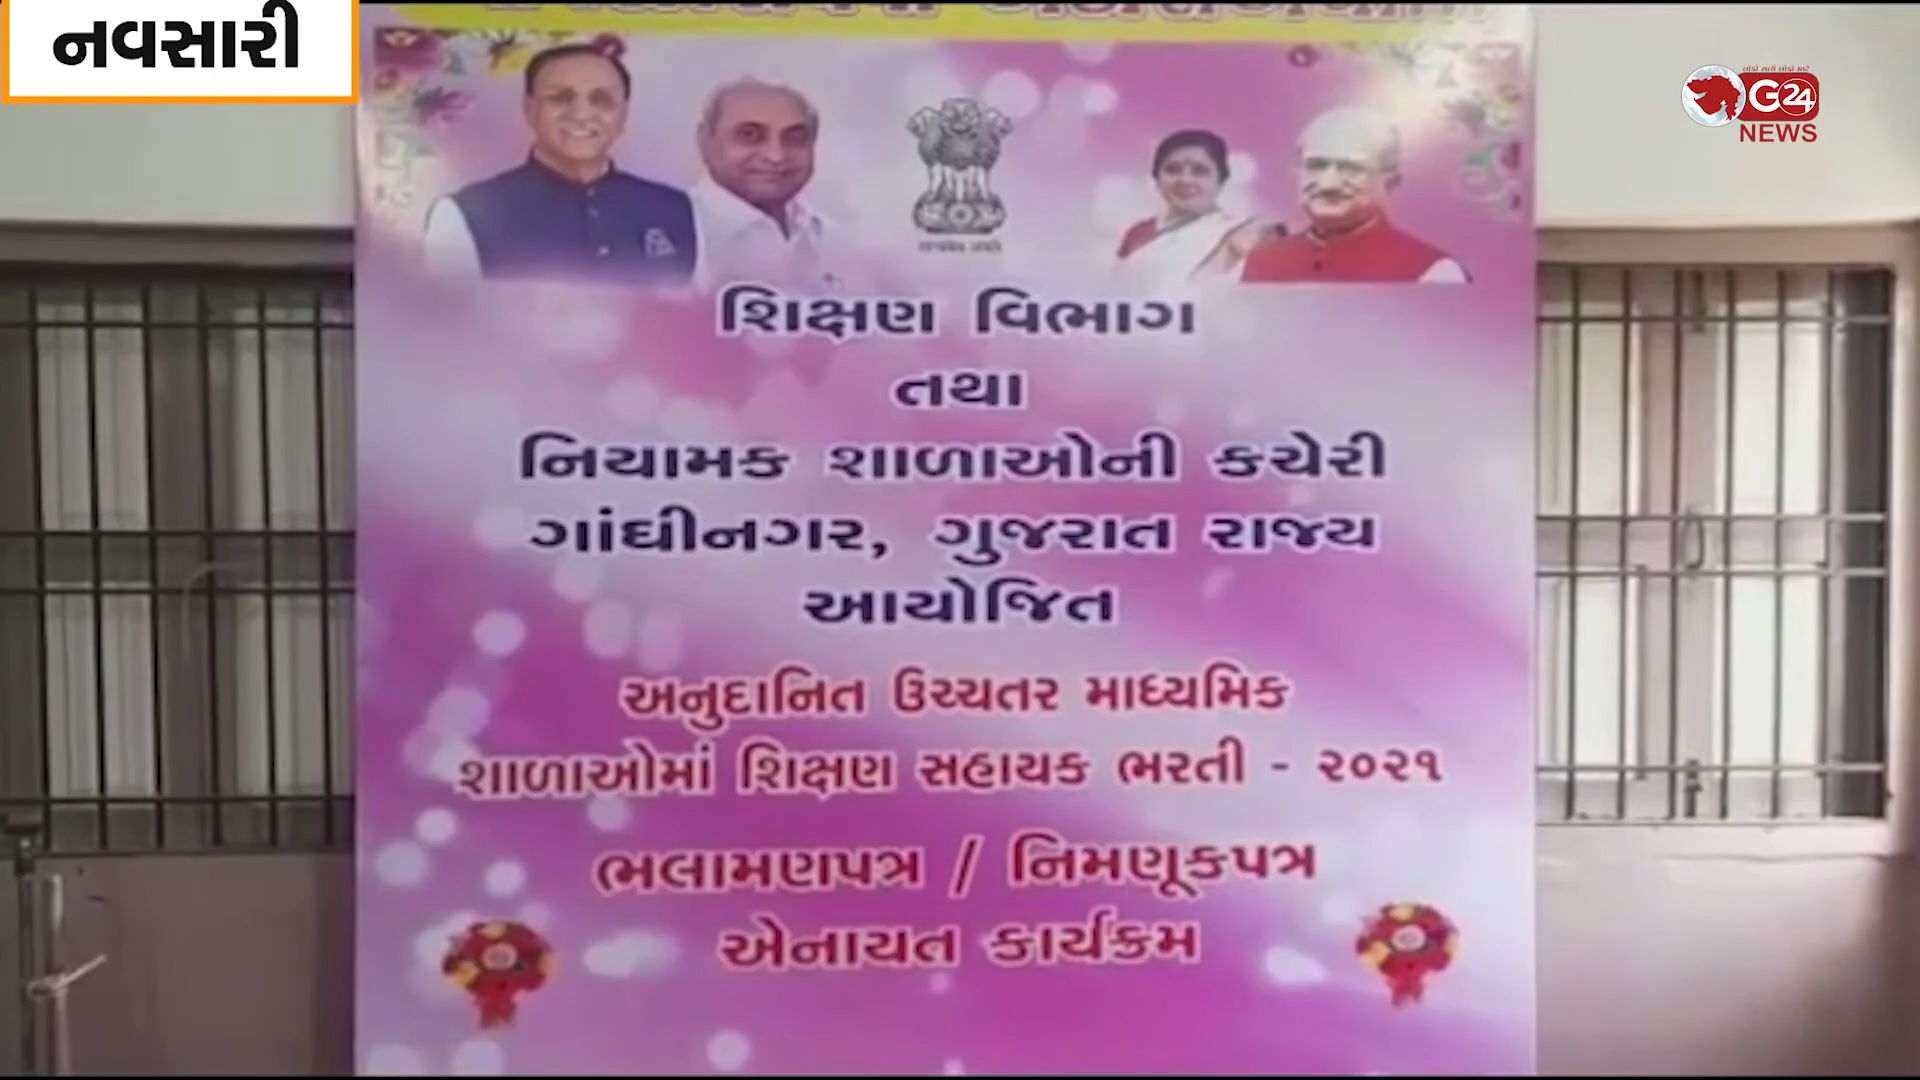 નવસારી
G24
NEWS
શિક્ષણ વિભાગ
તથા
નિયામક શાળાઓની કચેરી
ગાંધીનગર, ગુજરાત રાજ્ય
આયોજિત
અનુદાનિત ઉચ્ચતર માધ્યમિક
શાળાઓમાં શિક્ષણ સહાયક ભરતી - ૨૦૨૧
ભલામણપત્ર / નિમણૂકપત્ર
એનાયત કાર્યક્રમ